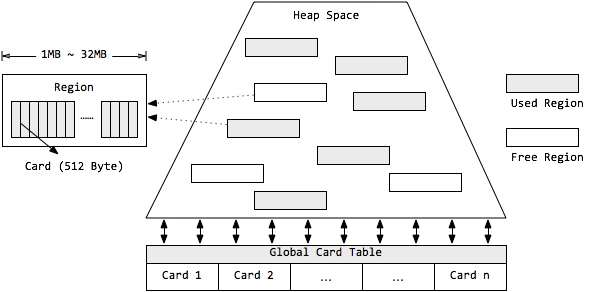 Heap Space
1MB ~ 32MB
Region
......
Card (512 Byte)
Used Region
Free Region
Global Card Table
Card 1
Card 2
...
...
Card n